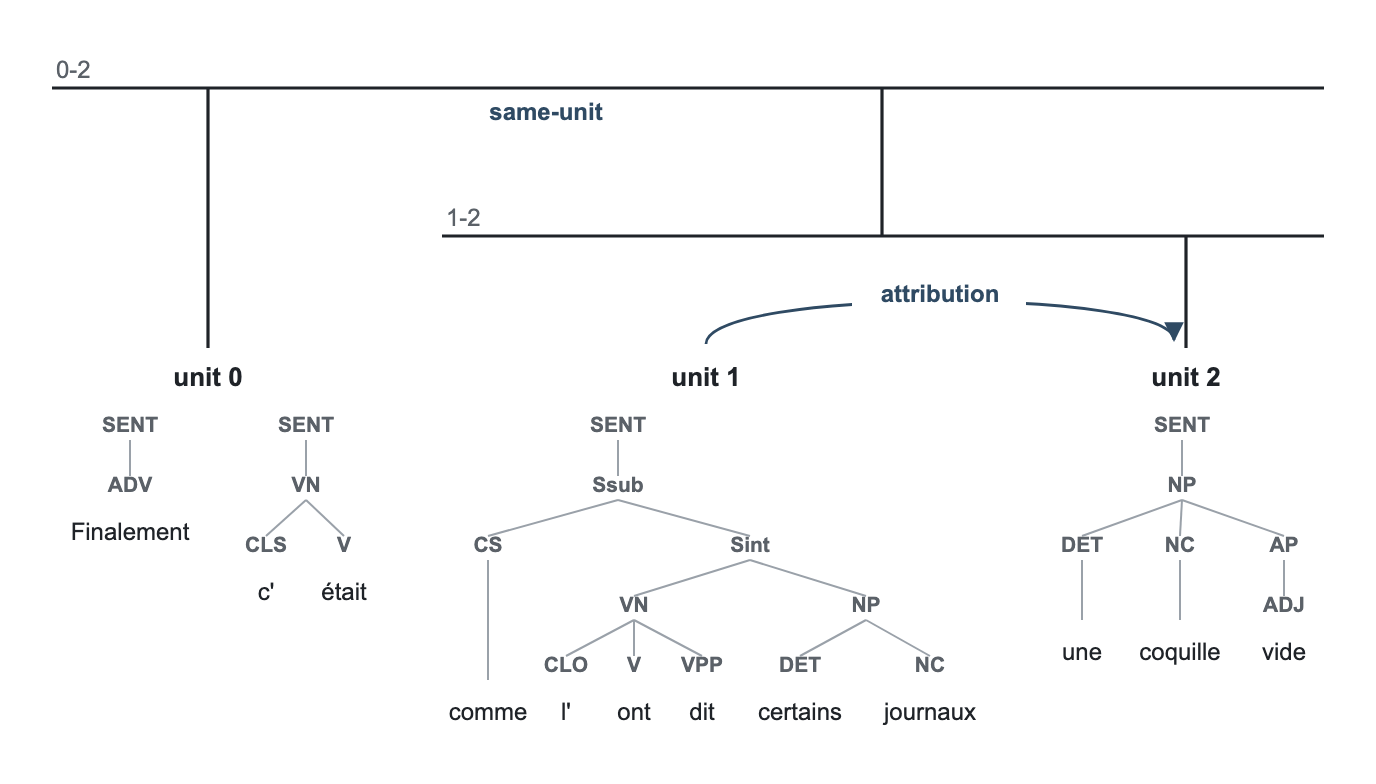 0-2
same-unit
1-2
attribution
unit 0 unit 1 unit 2
SENT SENT SENT SENT
ADV VN Ssub NP
Finalement
CLS V CS Sint DET NC AP
c' était VN NP ADJ
une coquille vide
CLO V VPP DET NC
comme l' ont dit certains journaux